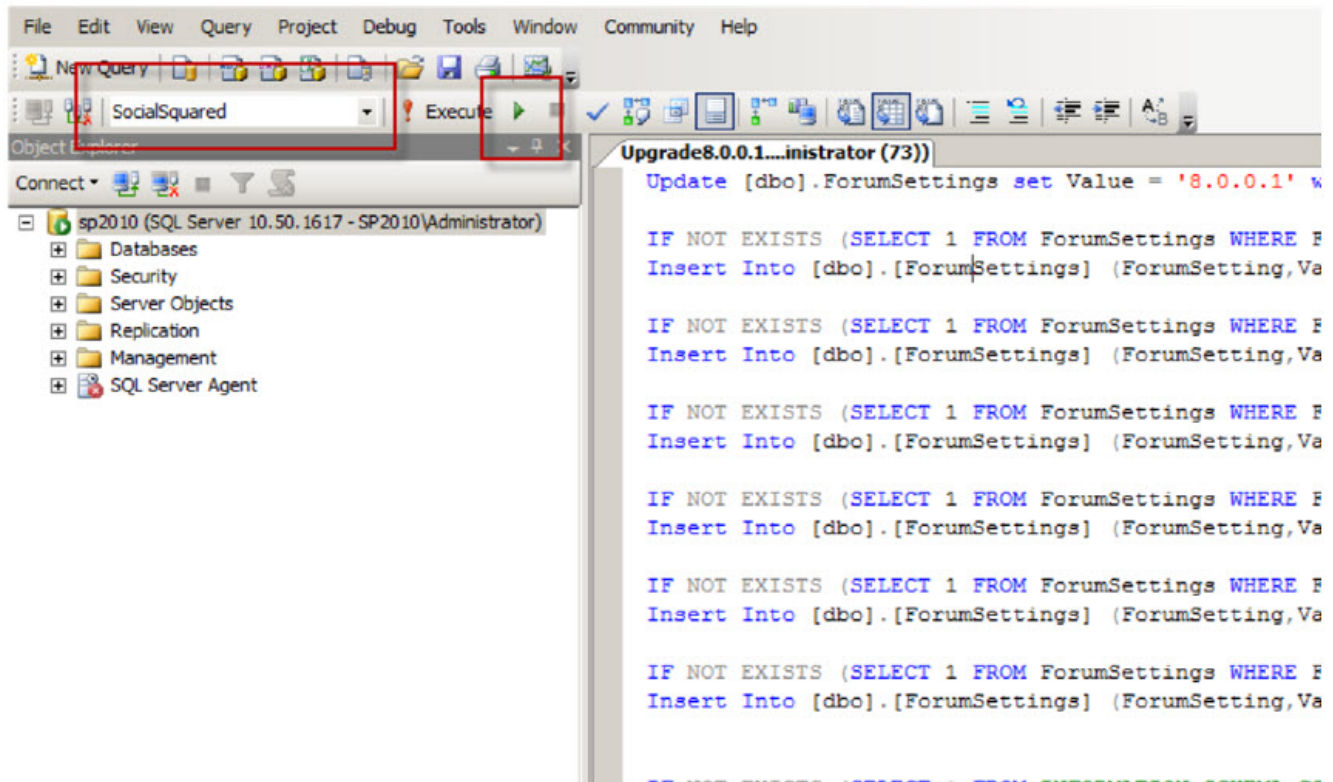 File Edit View Query Project Debug Tools Window Community Help
New Query
SocialSquared Execute
Object Explorer
Upgrade8.0.0.1....inistrator (73))
Connect
sp2010 (SQL Server 10.50.1617 - SP2010\Administrator)
Databases
Security
Server Objects
Replication
Management
SQL Server Agent
Update [dbo].ForumSettings set Value = '8.0.0.1' w
IF NOT EXISTS (SELECT 1 FROM ForumSettings WHERE F
Insert Into [dbo].[ForumSettings] (ForumSetting,Va
IF NOT EXISTS (SELECT 1 FROM ForumSettings WHERE F
Insert Into [dbo].[ForumSettings] (ForumSetting,Va
IF NOT EXISTS (SELECT 1 FROM ForumSettings WHERE F
Insert Into [dbo].[ForumSettings] (ForumSetting,Va
IF NOT EXISTS (SELECT 1 FROM ForumSettings WHERE F
Insert Into [dbo].[ForumSettings] (ForumSetting,Va
IF NOT EXISTS (SELECT 1 FROM ForumSettings WHERE F
Insert Into [dbo].[ForumSettings] (ForumSetting,Va
IF NOT EXISTS (SELECT 1 FROM ForumSettings WHERE F
Insert Into [dbo].[ForumSettings] (ForumSetting,Va